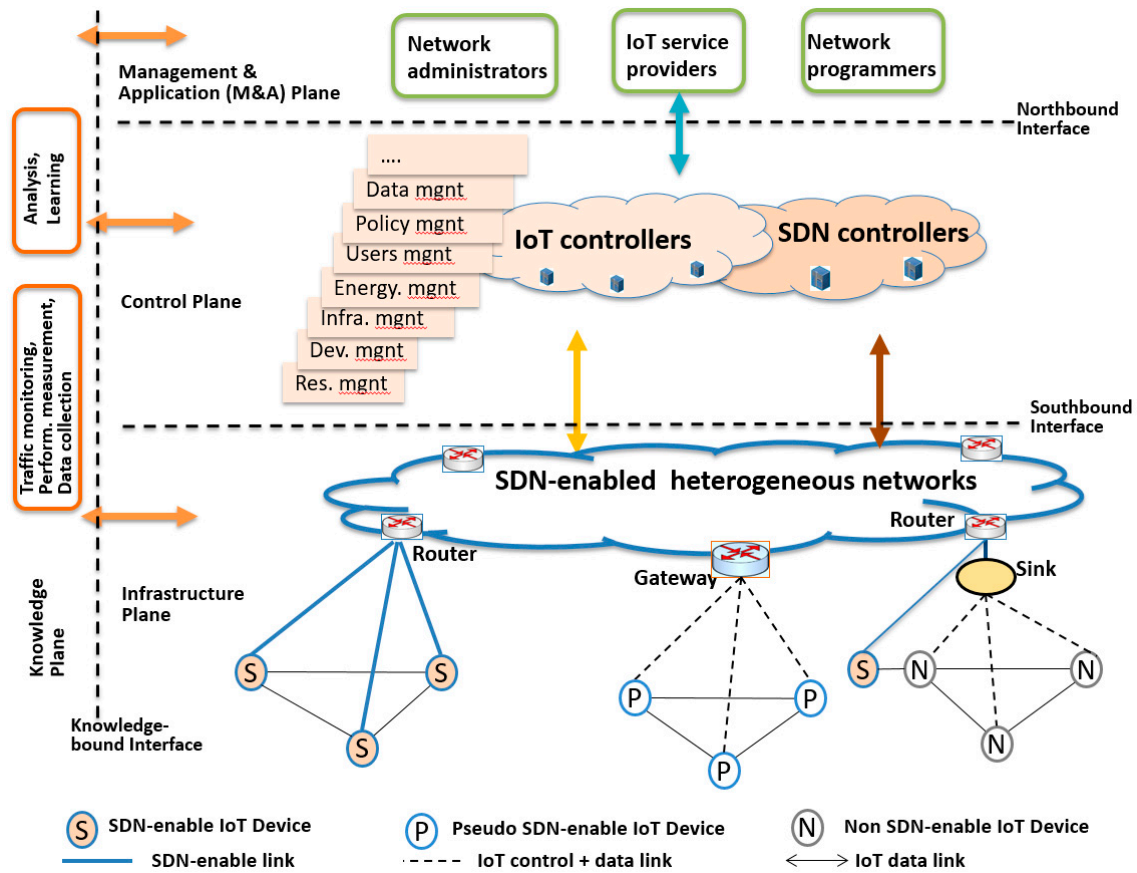 Network
administrators
IoT service
providers
Network
programmers
Management &
Application (M&A) Plane
Northbound
Interface
Analysis,
Learning
....
Data mgnt
Policy mgnt
Users mgnt
Energy. mgnt
Infra. mgnt
Dev. mgnt
Res. mgnt
IoT controllers
SDN controllers
Control Plane
Traffic monitoring,
Perform. measurement,
Data collection
Southbound
Interface
SDN-enabled heterogeneous networks
Router
Router
Gateway
Sink
Infrastructure
Plane
Knowledge
Plane
S
S
S
P
P
P
S
N
N
N
Knowledge-
bound Interface
S SDN-enable IoT Device
P Pseudo SDN-enable IoT Device
N Non SDN-enable IoT Device
SDN-enable link
IoT control + data link
IoT data link